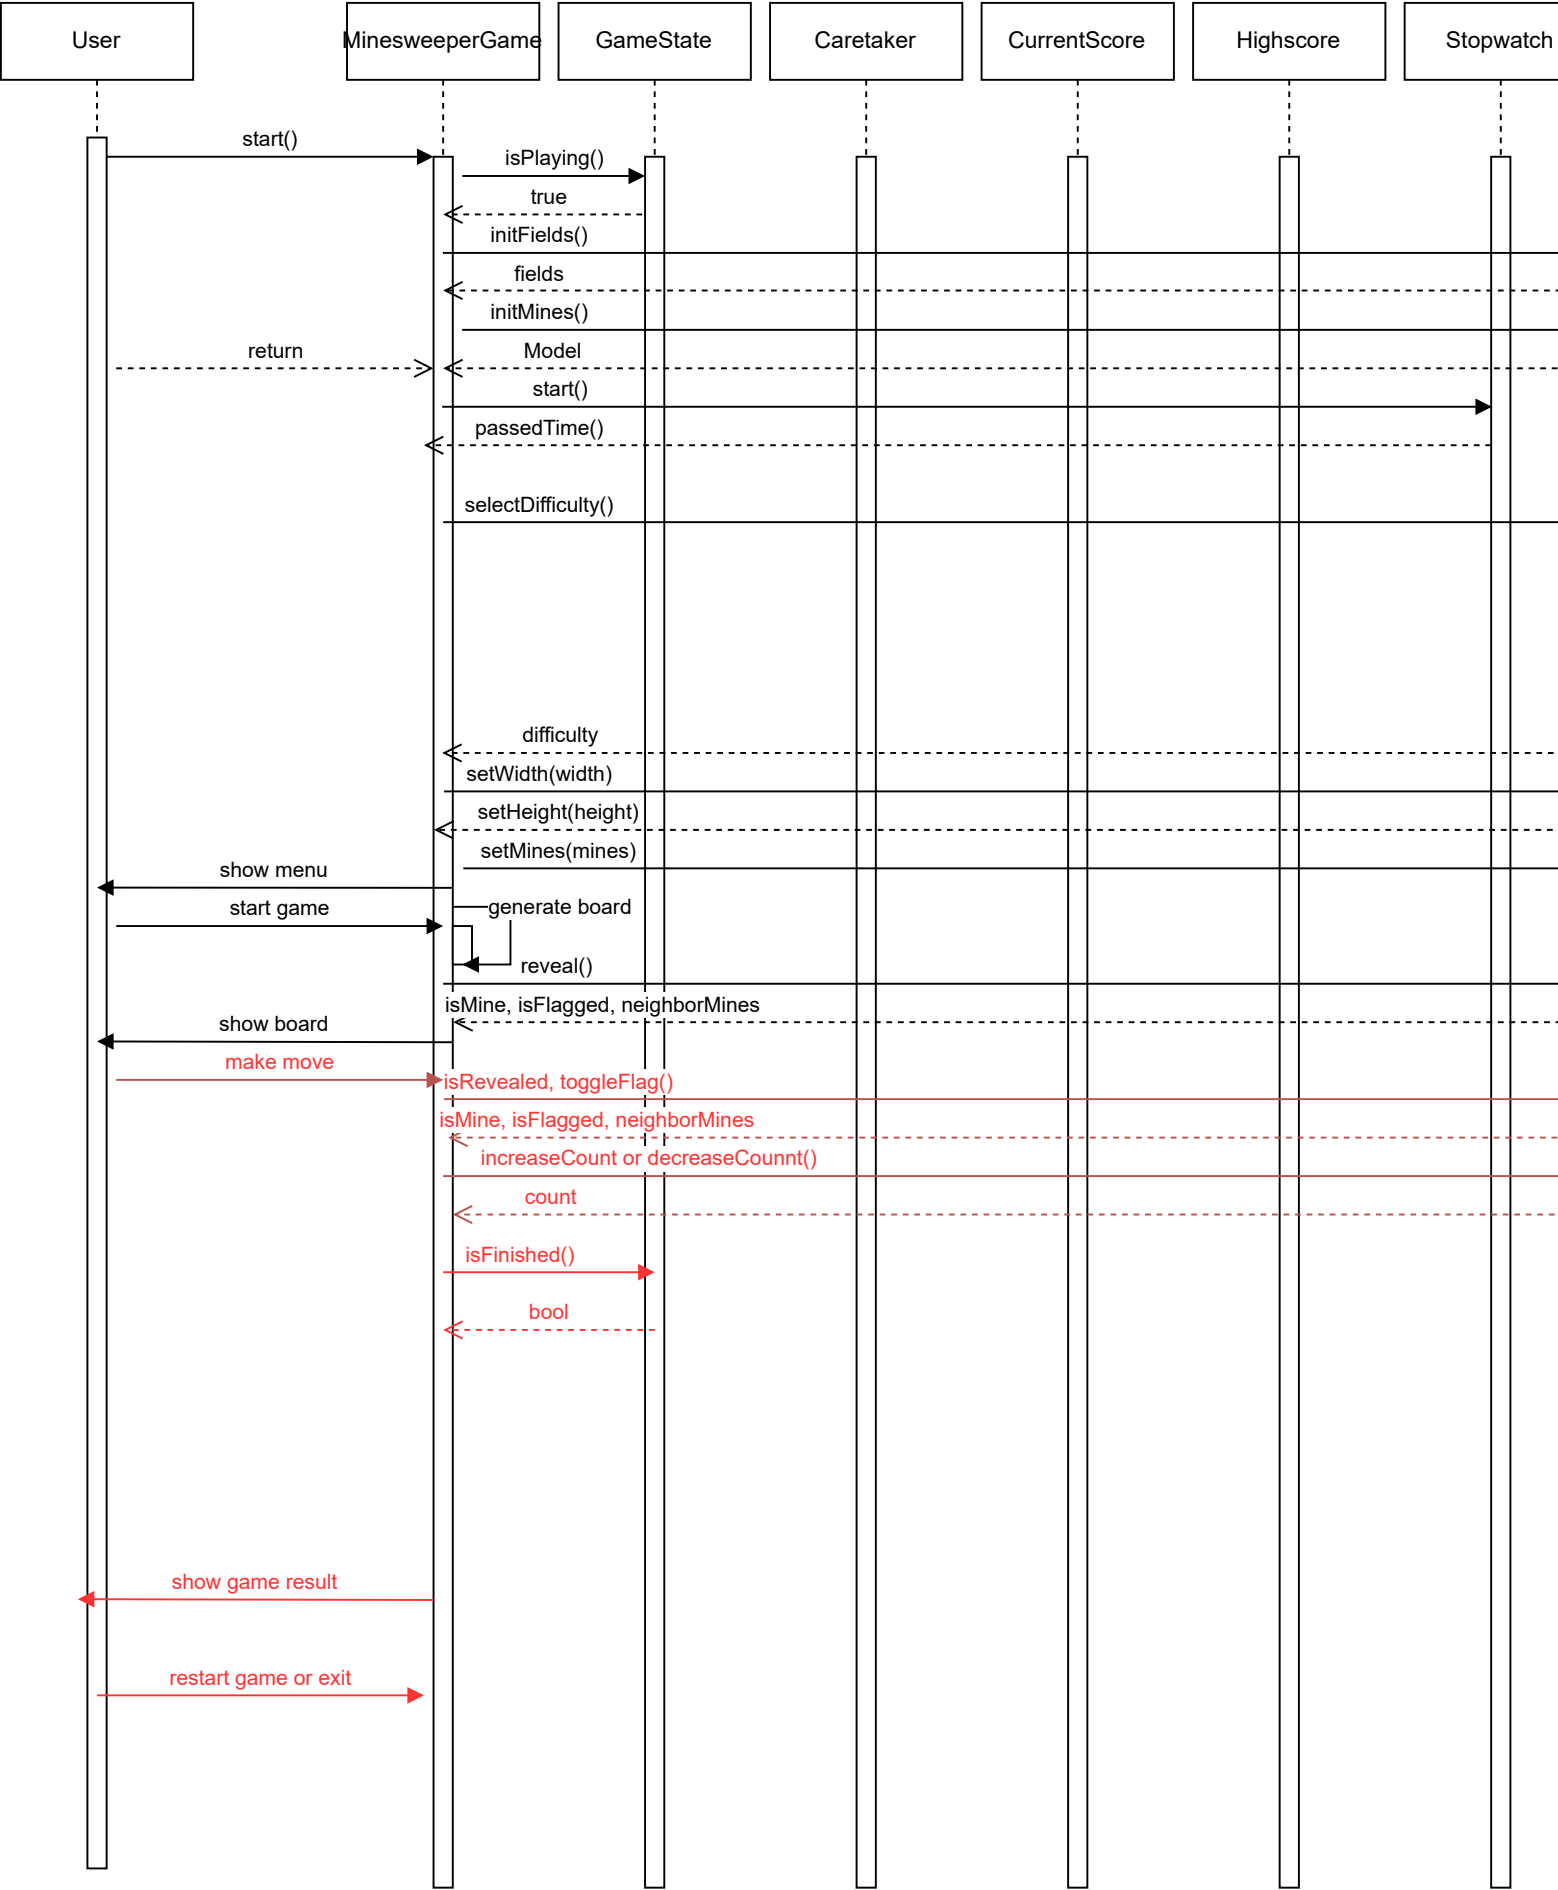 User
MinesweeperGame
GameState
Caretaker
CurrentScore
Highscore
Stopwatch
start()
isPlaying()
true
initFields()
fields
initMines()
return
Model
start()
passedTime()
selectDifficulty()
difficulty
setWidth(width)
setHeight(height)
setMines(mines)
show menu
start game
generate board
reveal()
isMine, isFlagged, neighborMines
show board
make move
isRevealed, toggleFlag()
isMine, isFlagged, neighborMines
increaseCount or decreaseCounnt()
count
isFinished()
bool
show game result
restart game or exit